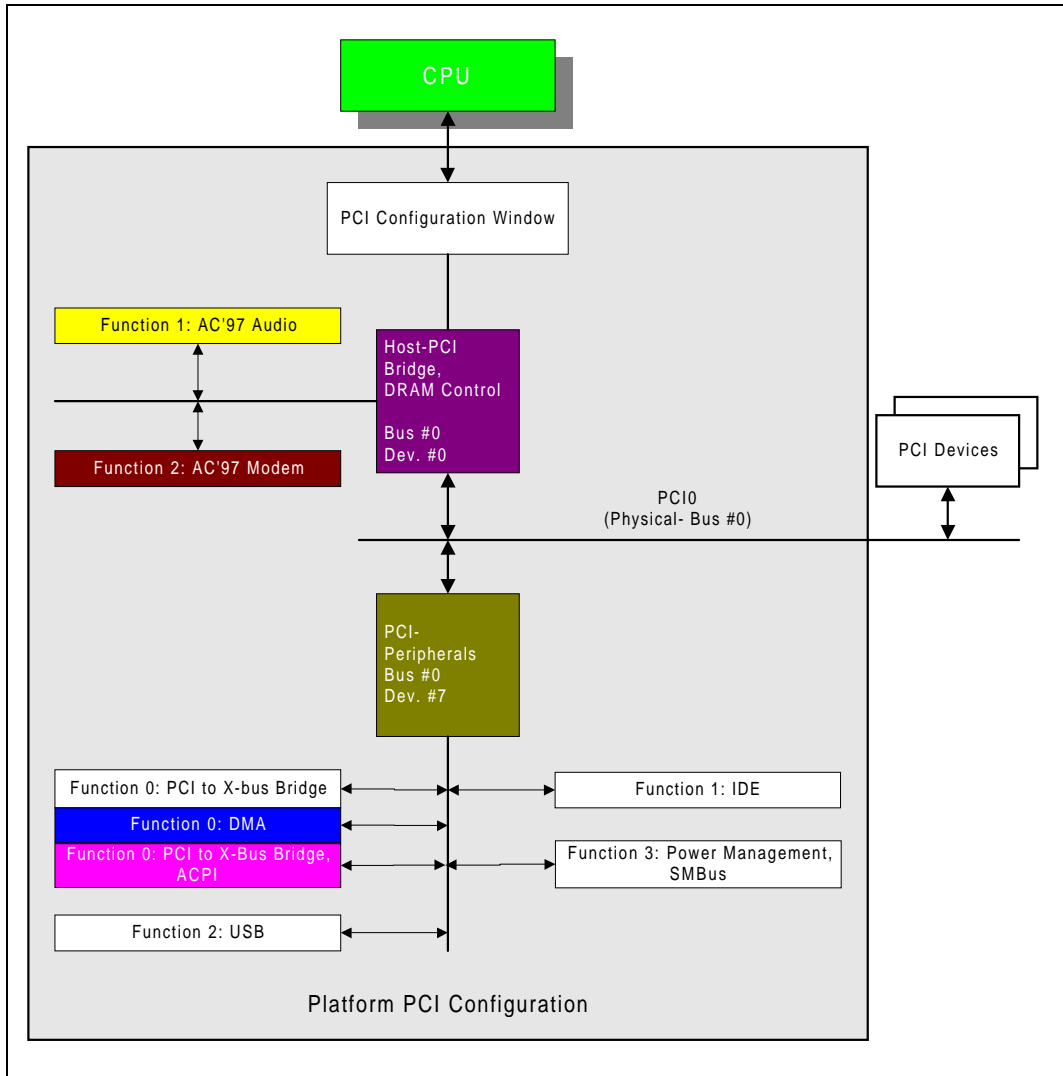 CPU
PCI Configuration Window
Function 1: AC'97 Audio
Host-PCI
Bridge,
DRAM Control
Bus #0
Dev. #0
Function 2: AC'97 Modem
PCI Devices
PCI0
(Physical- Bus #0)
PCI-
Peripherals
Bus #0
Dev. #7
Function 0: PCI to X-bus Bridge
Function 1: IDE
Function 0: DMA
Function 0: PCI to X-Bus Bridge,
ACPI
Function 3: Power Management,
SMBus
Function 2: USB
Platform PCI Configuration